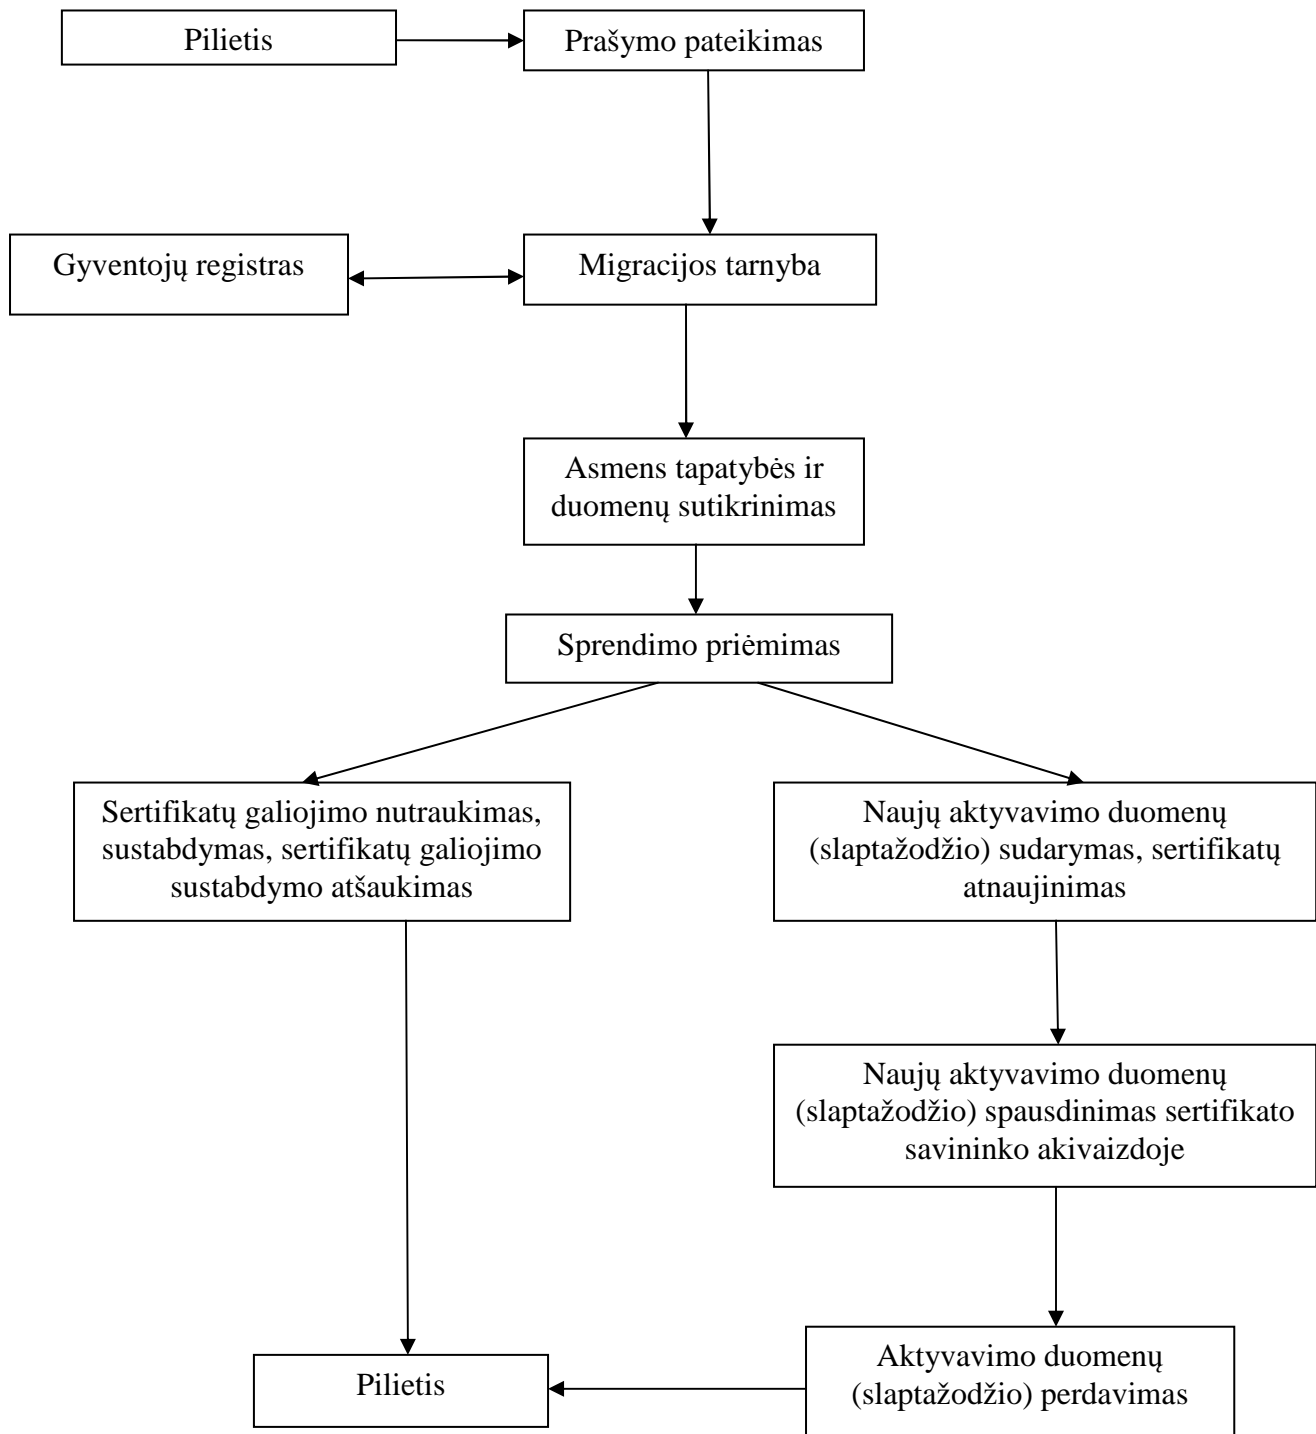 Pilietis
Prašymo pateikimas
Gyventojų registras
Migracijos tarnyba
Asmens tapatybės ir
duomenų sutikrinimas
Sprendimo priėmimas
Sertifikatų galiojimo nutraukimas,
sustabdymas, sertifikatų galiojimo
sustabdymo atšaukimas
Naujų aktyvavimo duomenų
(slaptažodžio) sudarymas, sertifikatų
atnaujinimas
Naujų aktyvavimo duomenų
(slaptažodžio) spausdinimas sertifikato
savininko akivaizdoje
Pilietis
Aktyvavimo duomenų
(slaptažodžio) perdavimas